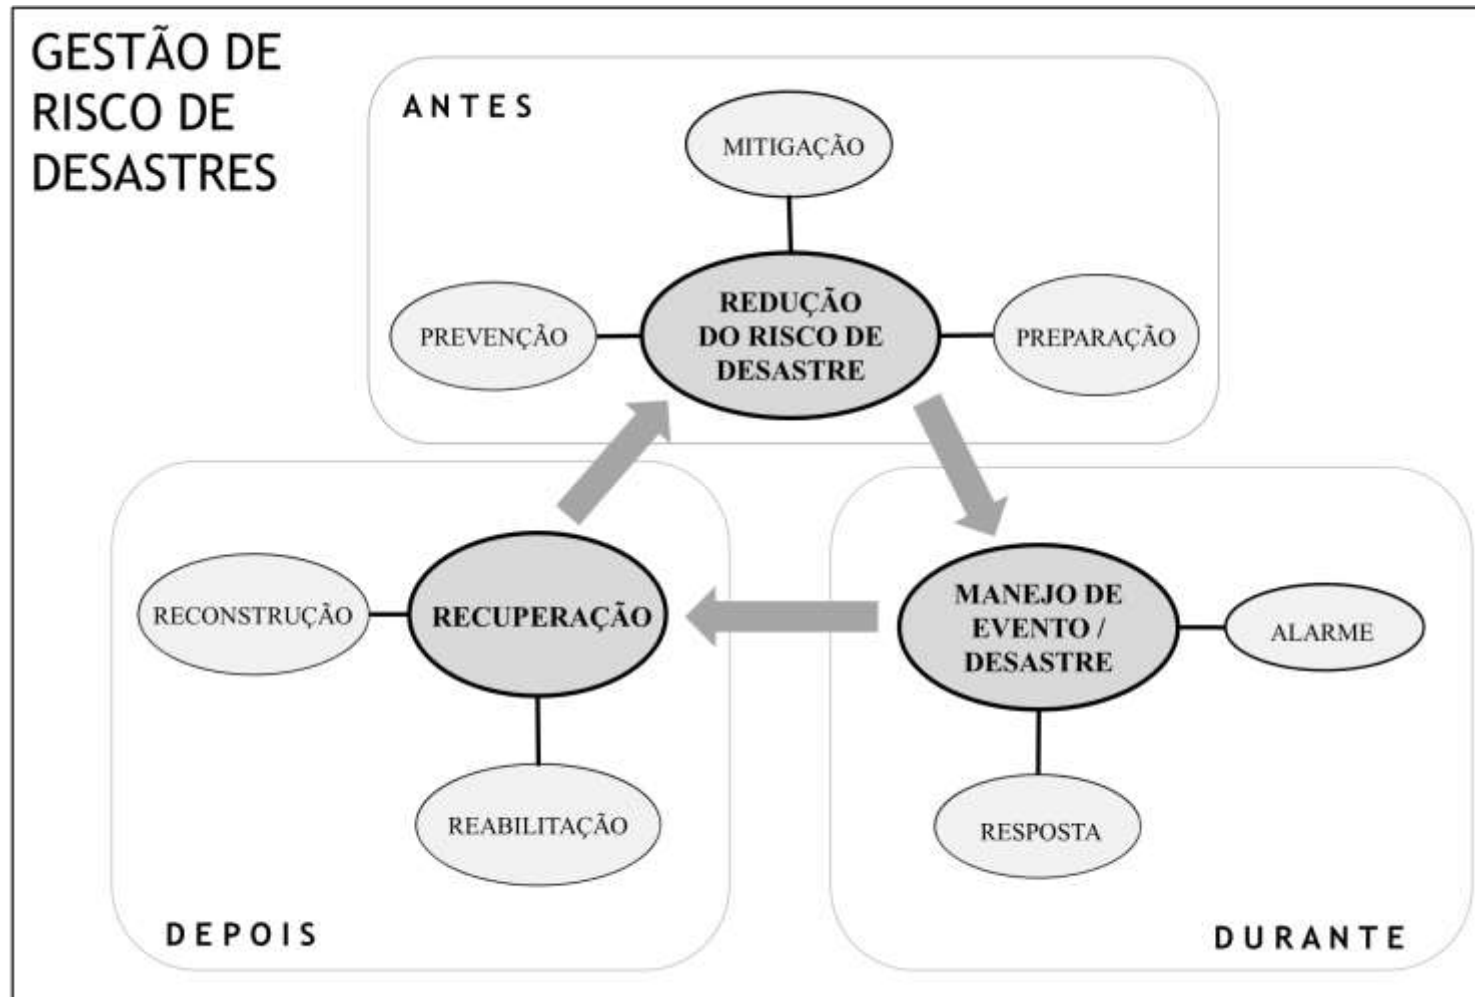 GESTÃO DE
RISCO DE
DESASTRES
ANTES
MITIGAÇÃO
PREVENÇÃO
REDUÇÃO
DO RISCO DE
DESASTRE
PREPARAÇÃO
RECONSTRUÇÃO
RECUPERAÇÃO
REABILITAÇÃO
DEPOIS
MANEJO DE
EVENTO /
DESASTRE
ALARME
RESPOSTA
DURANTE